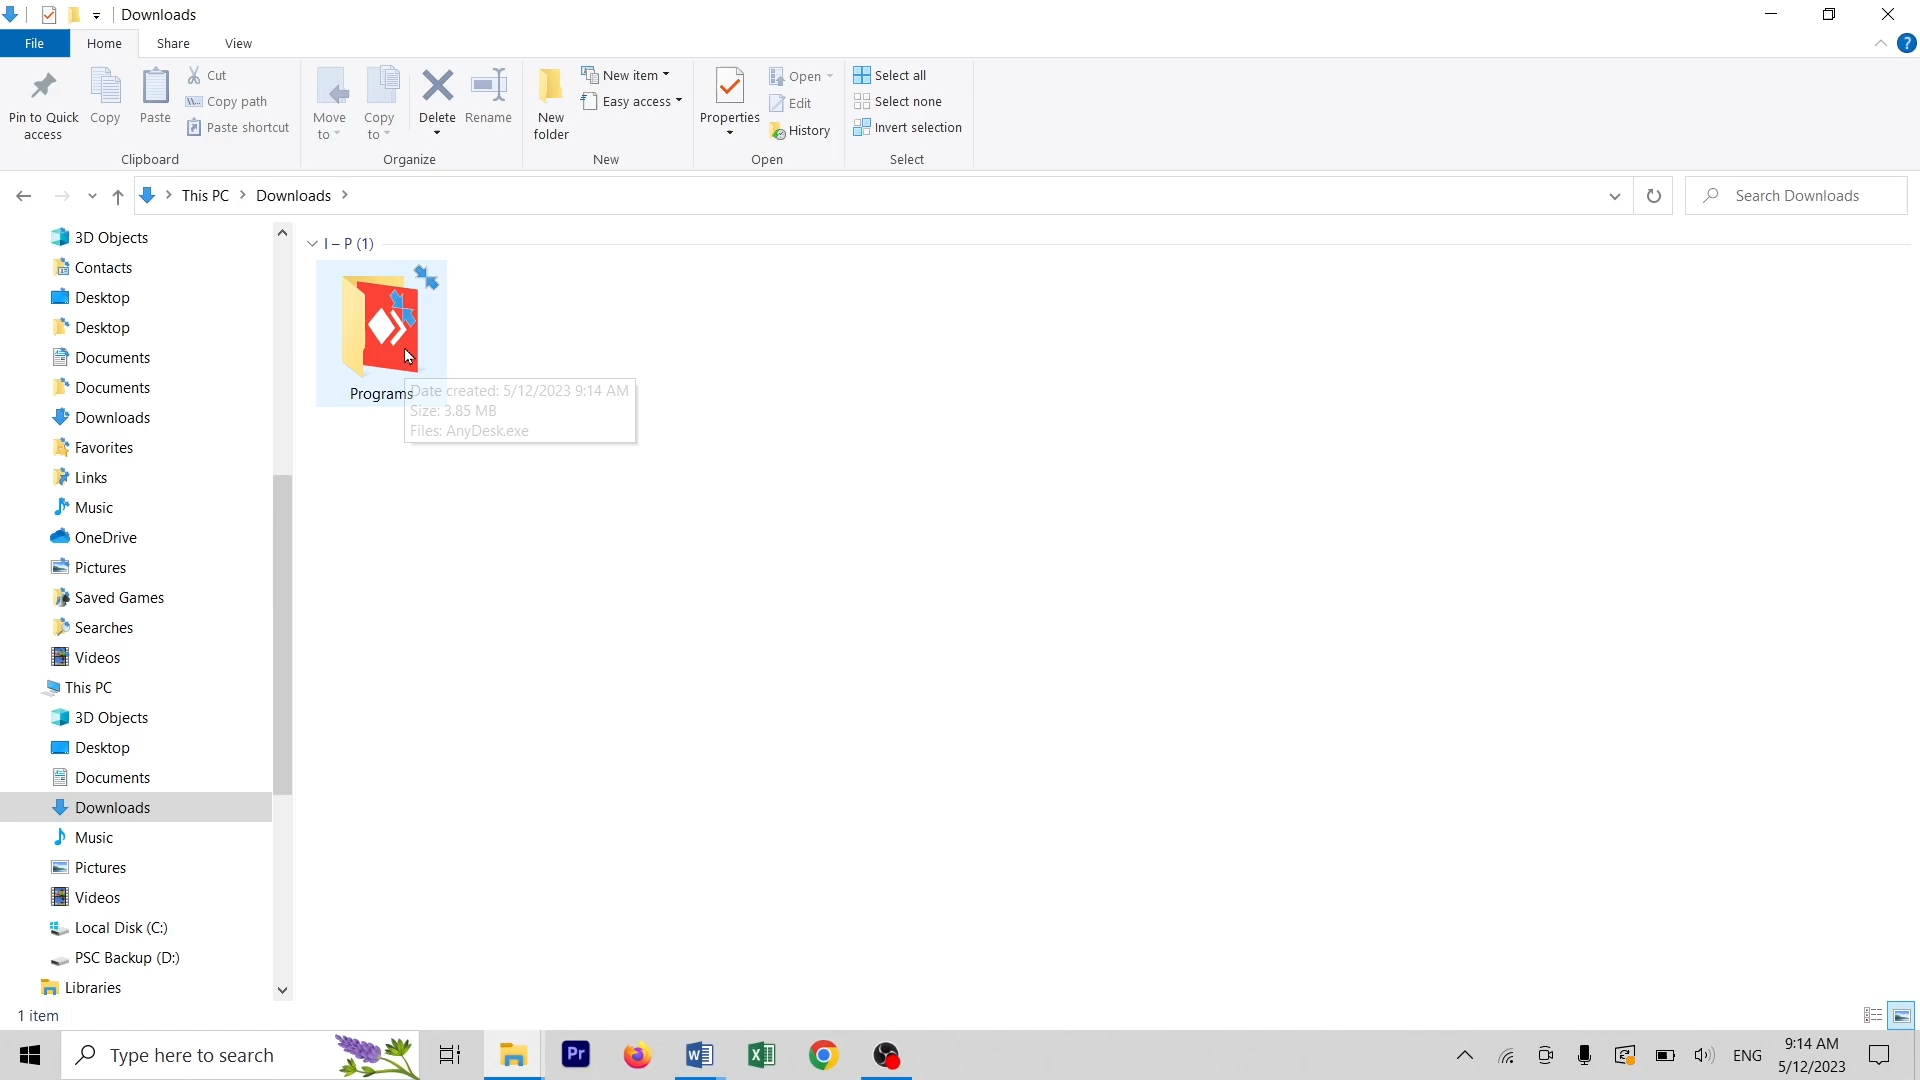 Downloads
File
Home
Share
View
Pin to Quick
access
Copy
Paste
Cut
Copy path
Paste shortcut
Clipboard
Move
to
Copy
to
Delete
Rename
Organize
New
folder
New item
Easy access
New
Properties
Open
Edit
History
Open
Select all
Select none
Invert selection
Select
This PC
Downloads
Search Downloads
3D Objects
Contacts
Desktop
Desktop
Documents
Documents
Downloads
Favorites
Links
Music
OneDrive
Pictures
Saved Games
Searches
Videos
This PC
3D Objects
Desktop
Documents
Downloads
Music
Pictures
Videos
Local Disk (C:)
PSC Backup (D:)
Libraries
I – P (1)
Programs
Date created: 5/12/2023 9:14 AM
Size: 3.85 MB
Files: AnyDesk.exe
1 item
Type here to search
Pr
ENG
9:14 AM
5/12/2023